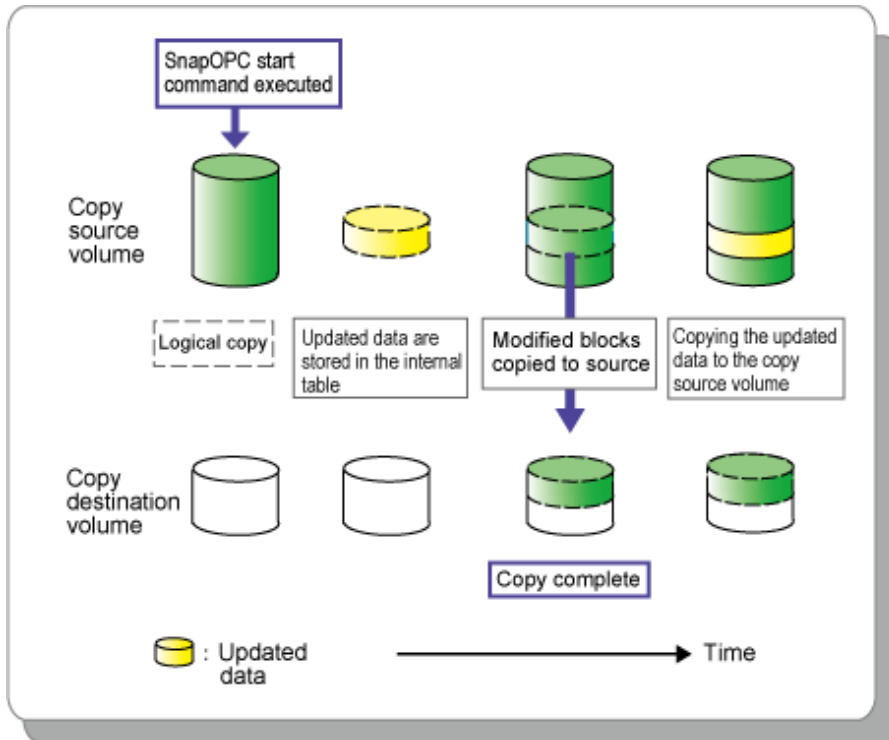 SnapOPC start
command executed
Copy
source
volume
Logical copy
Updated data are
stored in the internal
table
Modified blocks
copied to source
Copying the updated
data to the copy
source volume
Copy
destination
volume
Copy complete
: Updated
data
Time